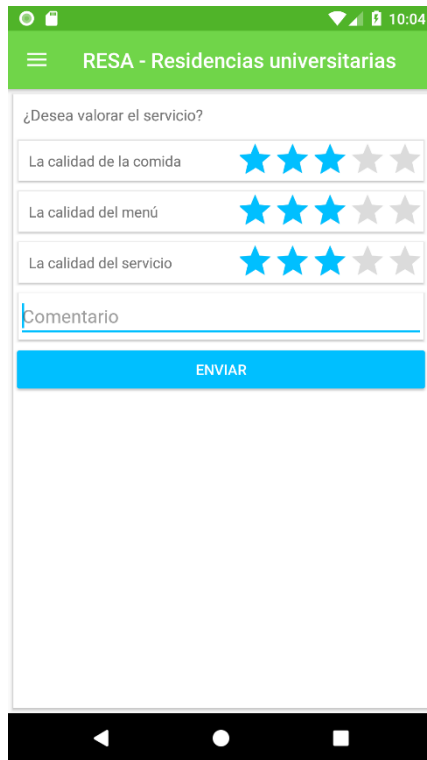 10:04
RESA - Residencias universitarias
¿Desea valorar el servicio?
La calidad de la comida
La calidad del menú
La calidad del servicio
Comentario
ENVIAR